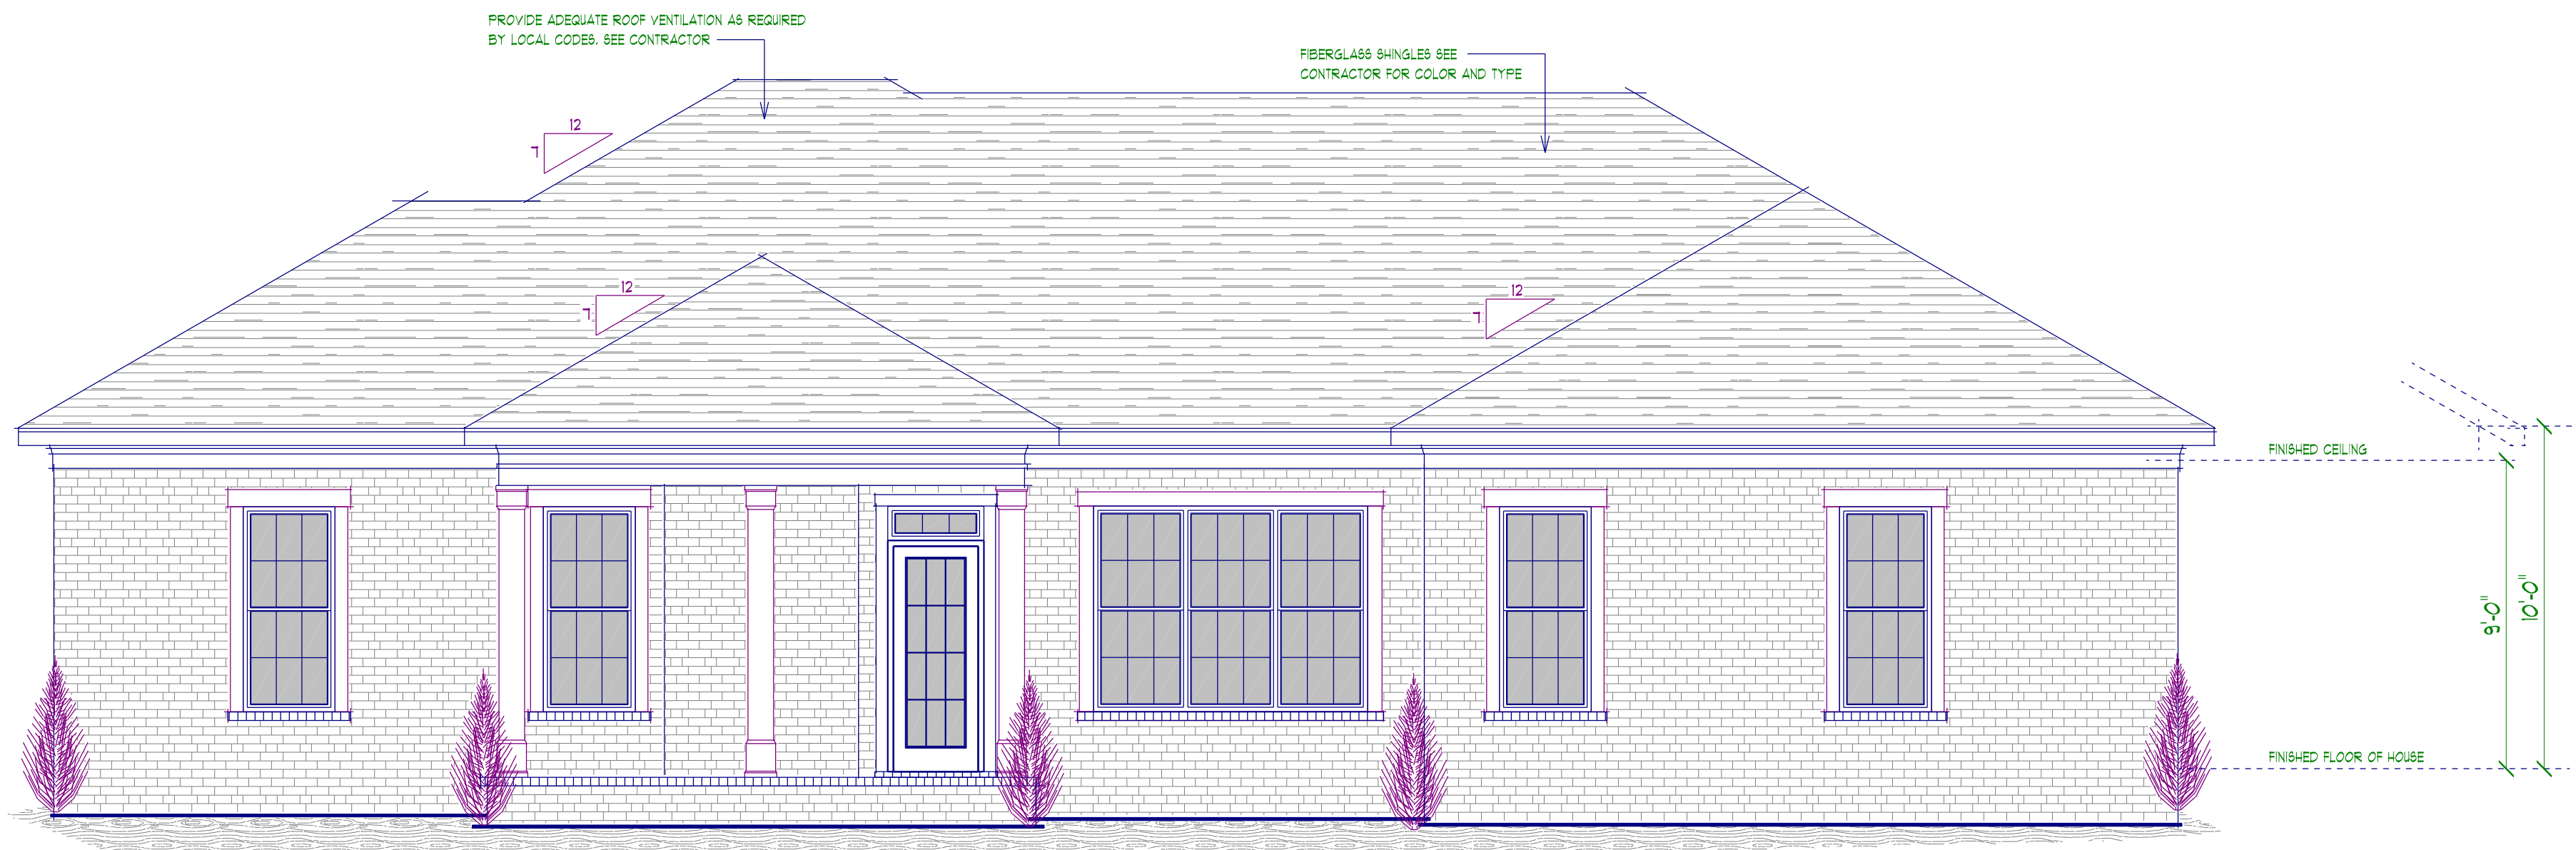 PROVIDE ADEQUATE ROOF VENTILATION AS REQUIRED
BY LOCAL CODES, SEE CONTRACTOR
FIBERGLASS SHINGLES SEE
CONTRACTOR FOR COLOR AND TYPE
12
7
12
7
12
7
FINISHED CEILING
9'-0"
10'-0"
FINISHED FLOOR OF HOUSE